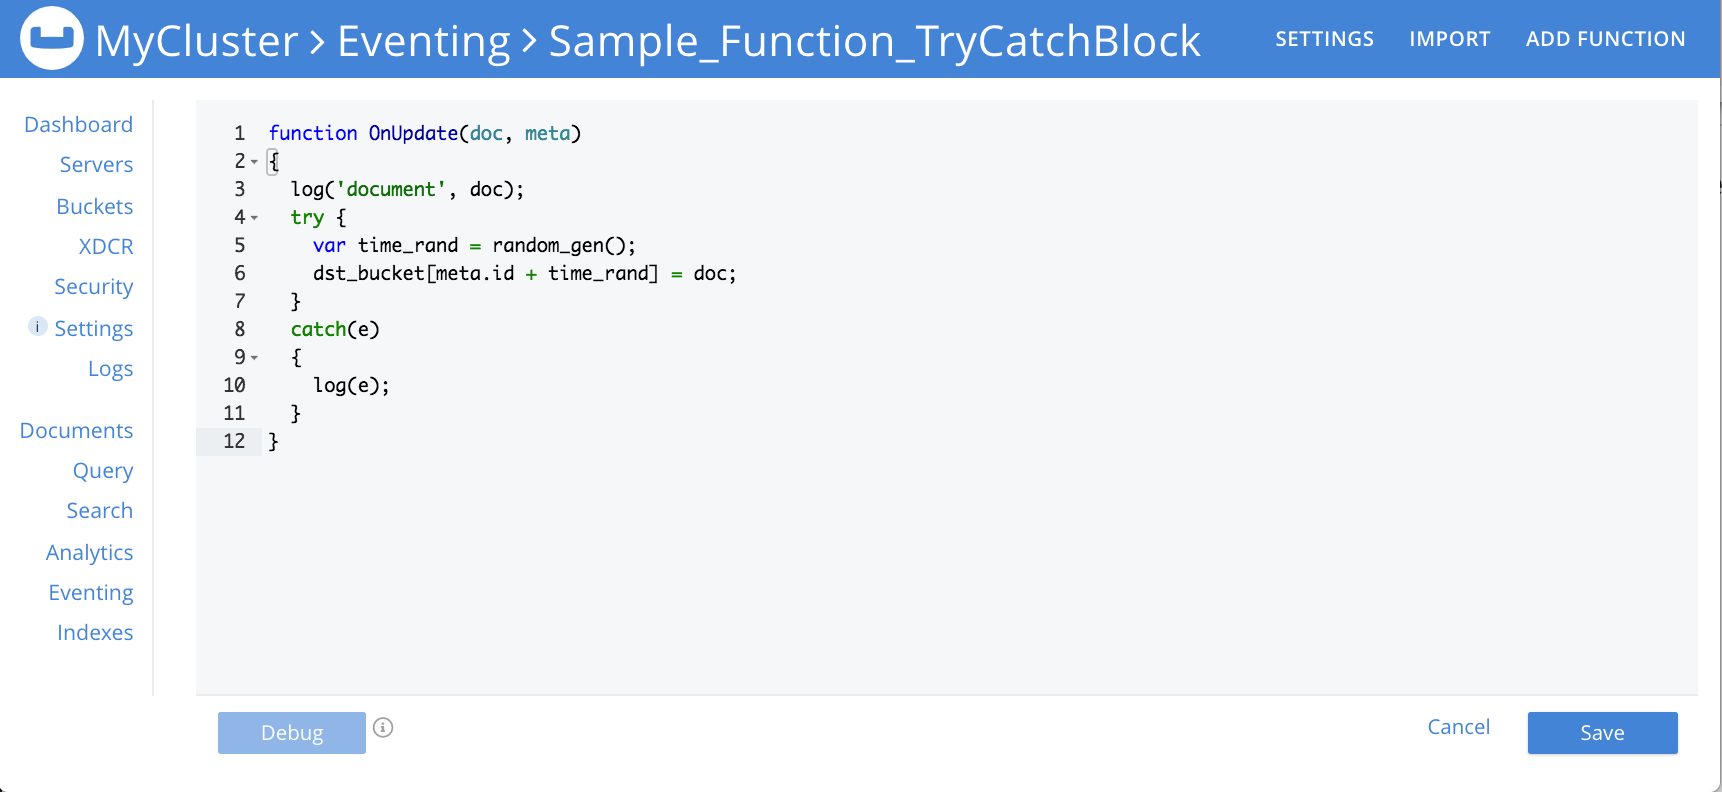 MyCluster > Eventing > Sample_Function_TryCatchBlock
SETTINGS IMPORT ADD FUNCTION
Dashboard
Servers
Buckets
XDCR
Security
i Settings
Logs
Documents
Query
Search
Analytics
Eventing
Indexes
1 function OnUpdate(doc, meta)
2 {
3 log('document', doc);
4 try {
5 var time_rand = random_gen();
6 dst_bucket[meta.id + time_rand] = doc;
7 }
8 catch(e)
9 {
10 log(e);
11 }
12 }
Debug i
Cancel
Save